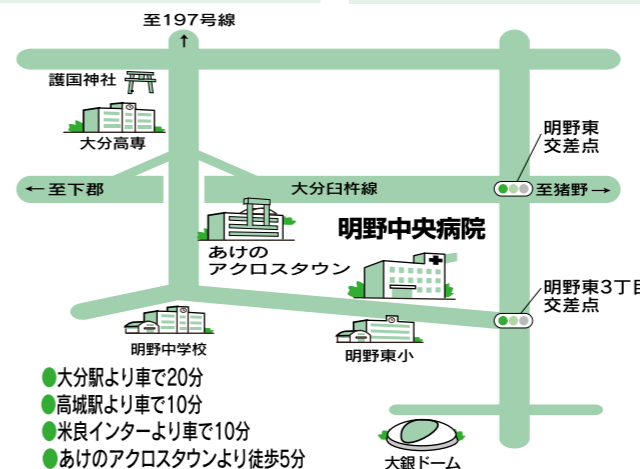 至197号線
↑
護国神社
大分高専
明野東
交差点
←至下郡
大分臼杵線
至猪野→
明野中央病院
あけの
アクロスタウン
明野東3丁目
交差点
明野中学校
明野東小
●大分駅より車で20分
●高城駅より車で10分
●米良インターより車で10分
●あけのアクロスタウンより徒歩5分
大銀ドーム